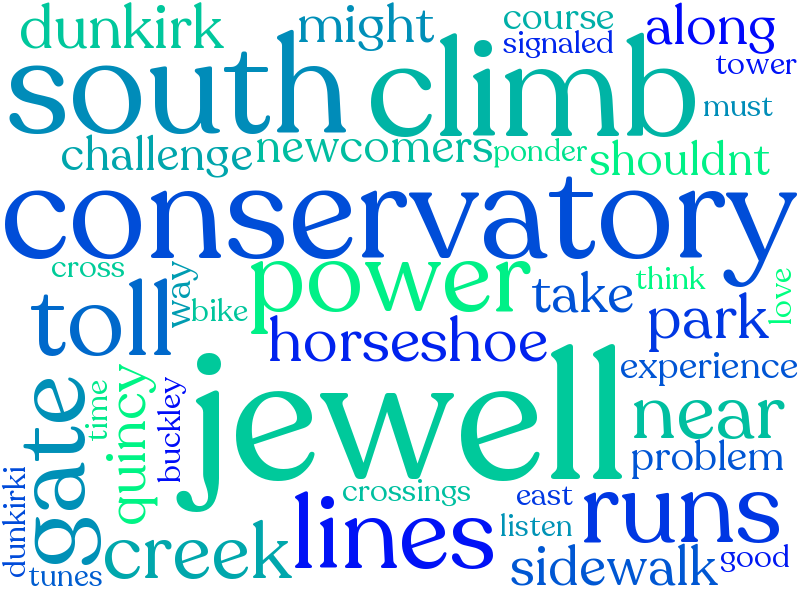 dunkirk
might
course
signaled
along
tower
south
climb
must
challenge
newcomers
ponder
shouldnt
conservatory
cross
way
bike
power
take
think
love
toll
horseshoe
park
experience
jewell
gate
time
quincy
buckley
near
problem
dunkirki
tunes
creek
lines
crossings
east
listen
runs
sidewalk
good